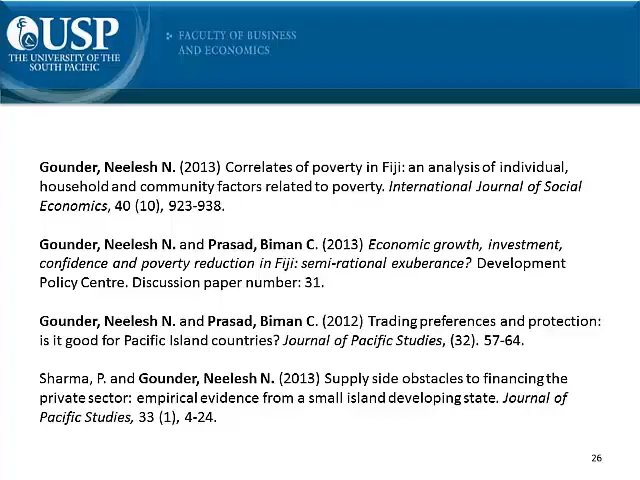 USP
THE UNIVERSITY OF THE
SOUTH PACIFIC
FACULTY OF BUSINESS
AND ECONOMICS
Gounder, Neelesh N. (2013) Correlates of poverty in Fiji: an analysis of individual,
household and community factors related to poverty. International Journal of Social
Economics, 40 (10), 923-938.
Gounder, Neelesh N. and Prasad, Biman C. (2013) Economic growth, investment,
confidence and poverty reduction in Fiji: semi-rational exuberance? Development
Policy Centre. Discussion paper number: 31.
Gounder, Neelesh N. and Prasad, Biman C. (2012) Trading preferences and protection:
is it good for Pacific Island countries? Journal of Pacific Studies, (32). 57-64.
Sharma, P. and Gounder, Neelesh N. (2013) Supply side obstacles to financing the
private sector: empirical evidence from a small island developing state. Journal of
Pacific Studies, 33 (1), 4-24.
26